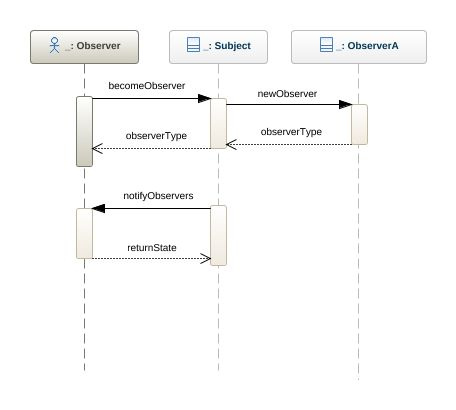 _: Observer
_: Subject
_: ObserverA
becomeObserver
newObserver
observerType
observerType
notifyObservers
returnState